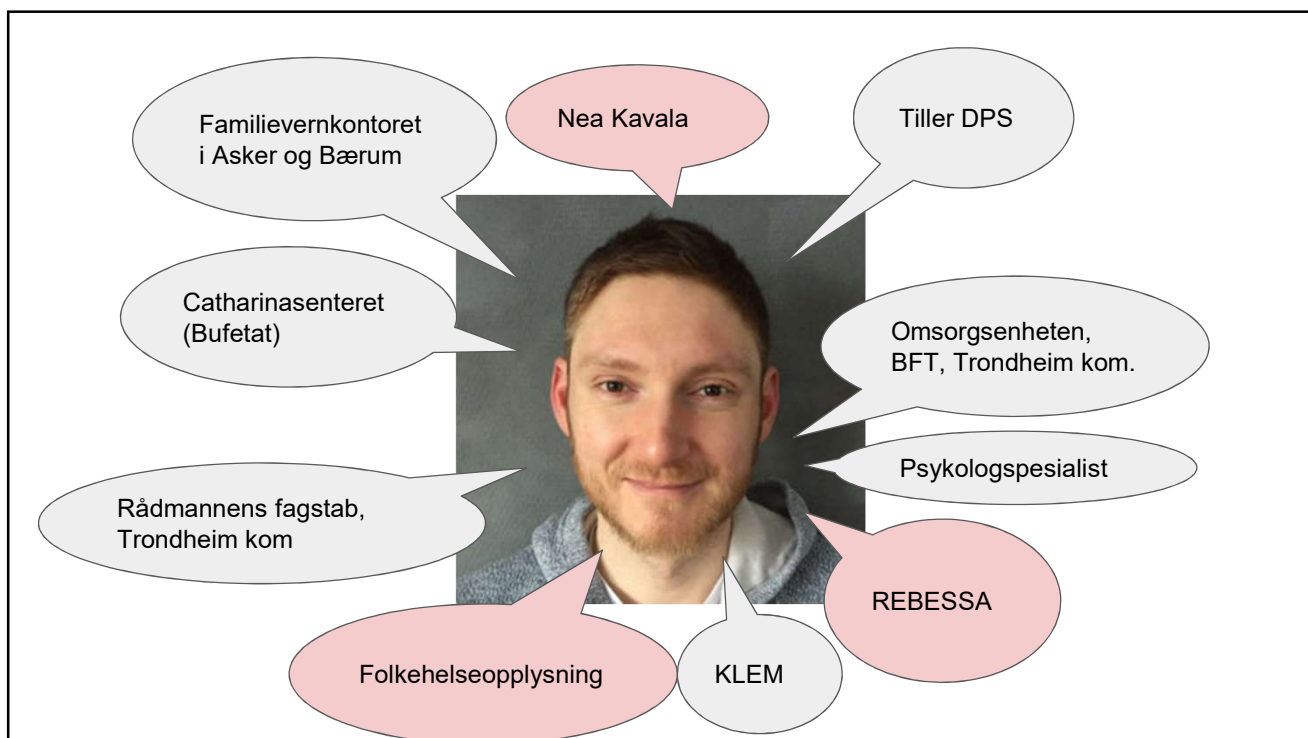 Familievernkontoret
i Asker og Bærum
Nea Kavala
Tiller DPS
Catharinasenteret
(Bufetat)
Omsorgsenheten,
BFT, Trondheim kom.
Psykologspesialist
Rådmannens fagstab,
Trondheim kom
REBESSA
Folkehelseopplysning
KLEM